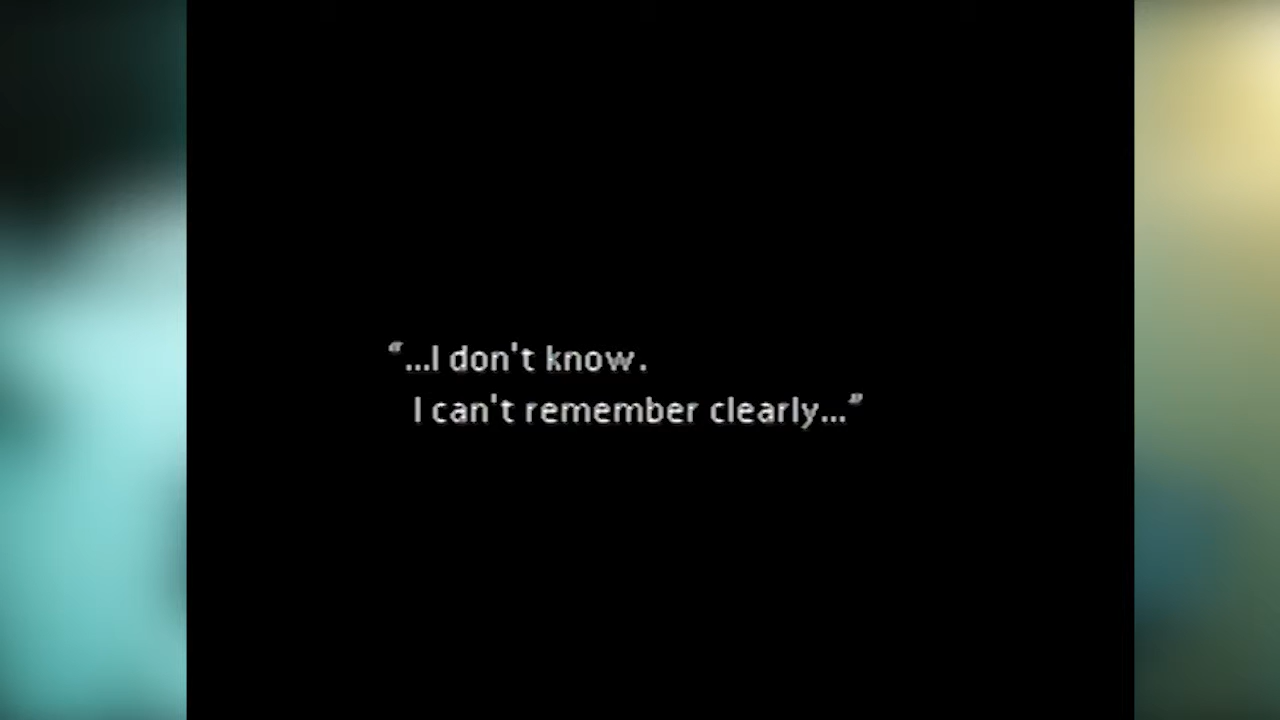 “...I don't know.
I can't remember clearly...”